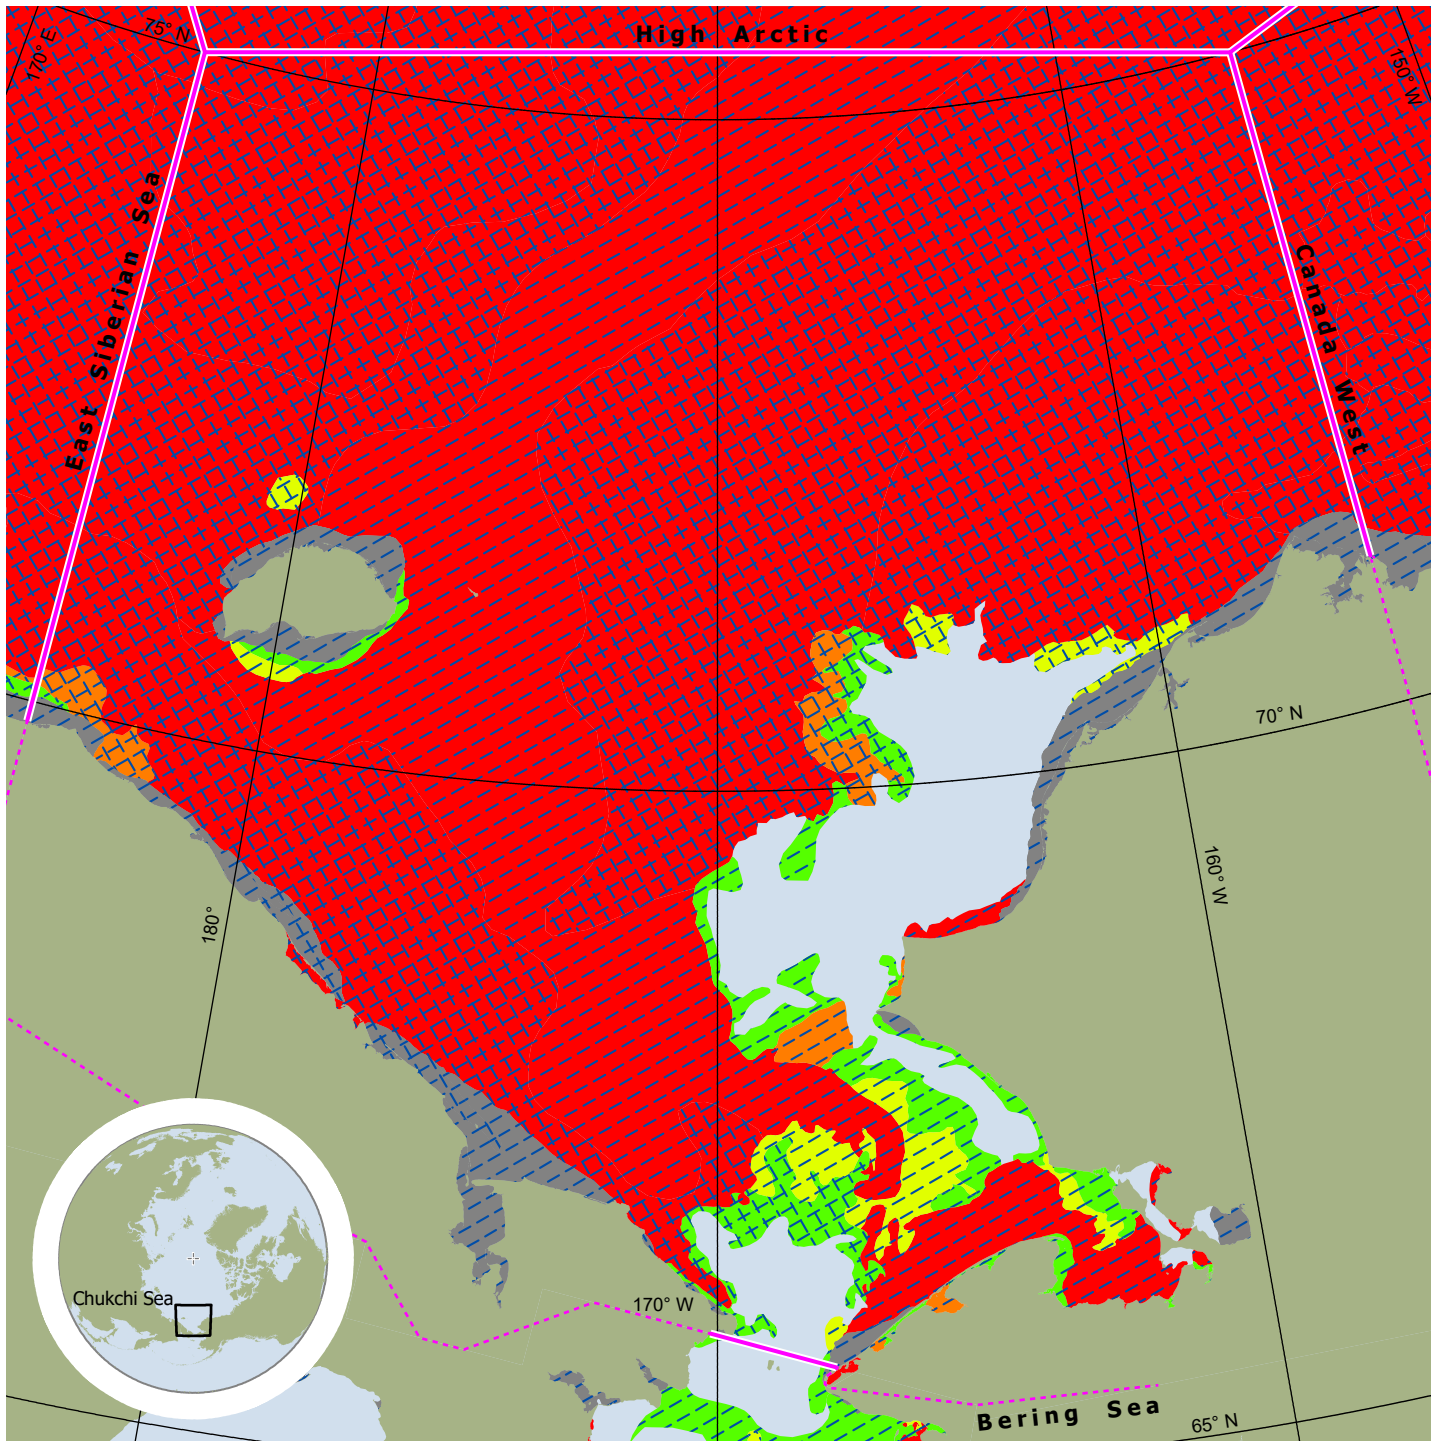 High Arctic
75° N
170° E
150° W
East Siberian Sea
Canada West
70° N
160° W
180°
Chukchi Sea
170° W
Bering Sea
65° N